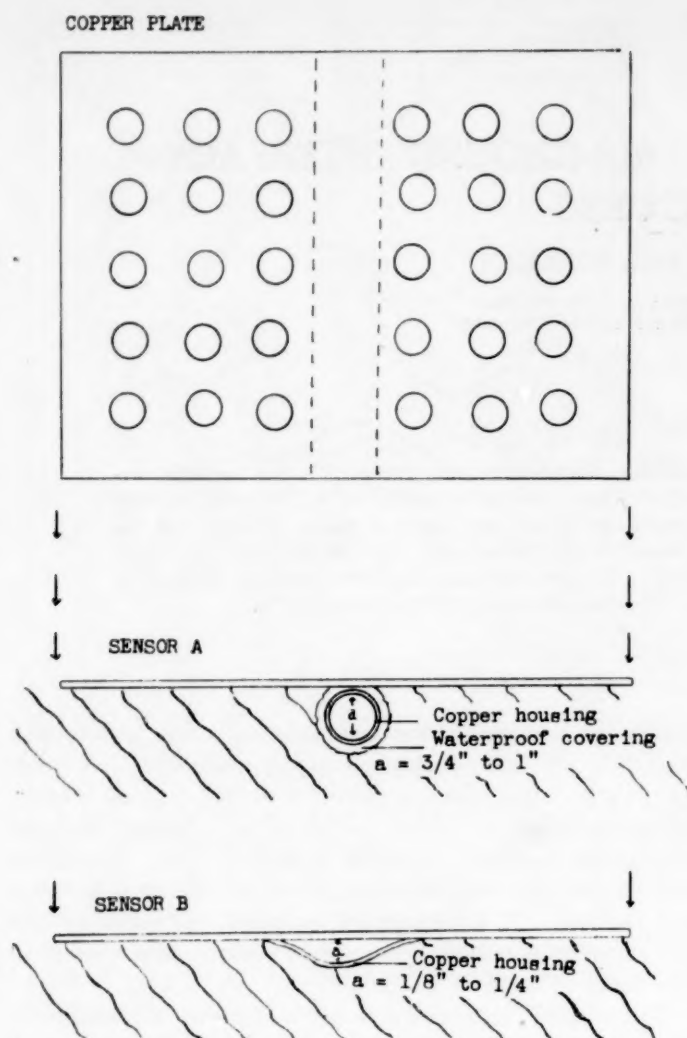 COPPER PLATE
SENSOR A
d
Copper housing
Waterproof covering
a = 3/4" to 1"
SENSOR B
Copper housing
a = 1/8" to 1/4"